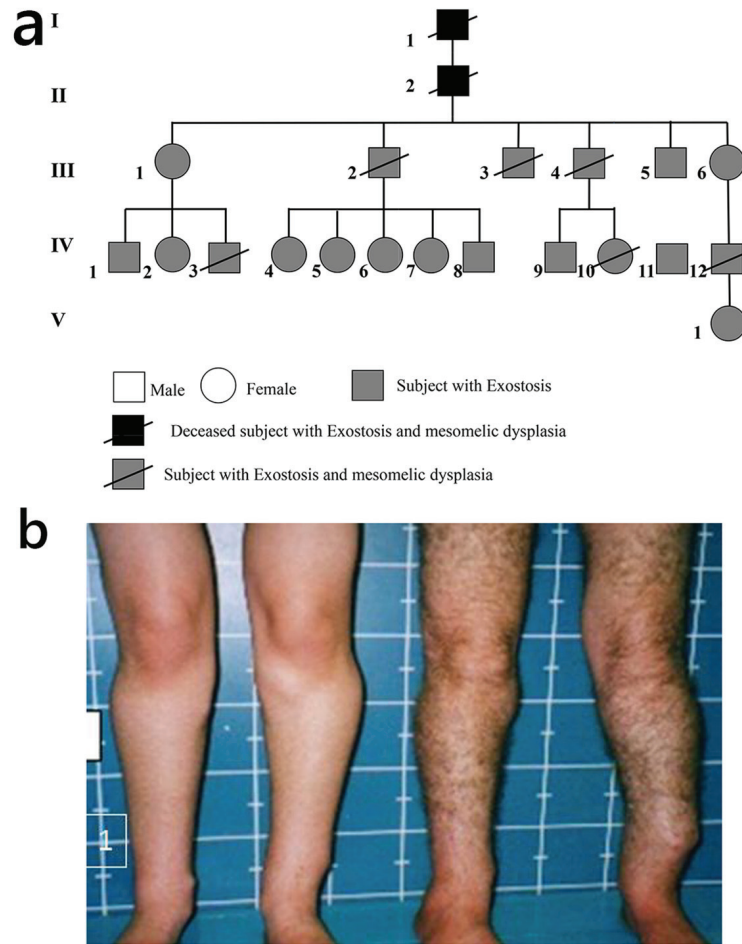 a
I
1
2
II
III
1
2
3
4
5
6
IV
1
2
3
4
5
6
7
8
9
10
11
12
V
1
Male
Female
Subject with Exostosis
Deceased subject with Exostosis and mesomelic dysplasia
Subject with Exostosis and mesomelic dysplasia
b
1